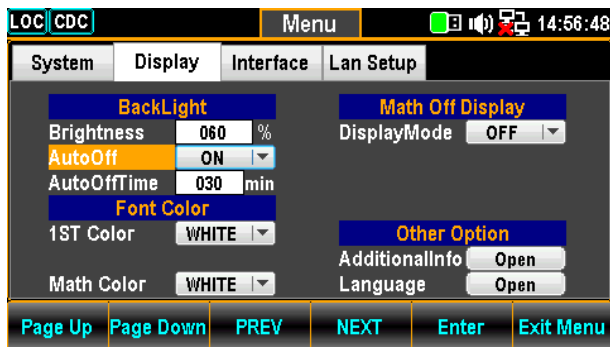 LOC CDC Menu 14:56:48
System Display Interface Lan Setup
BackLight Math Off Display
Brightness 060 % DisplayMode OFF
AutoOff ON
AutoOffTime 030 min
Font Color
1ST Color WHITE Other Option
AdditionalInfo Open
Math Color WHITE Language Open
Page Up Page Down PREV NEXT Enter Exit Menu